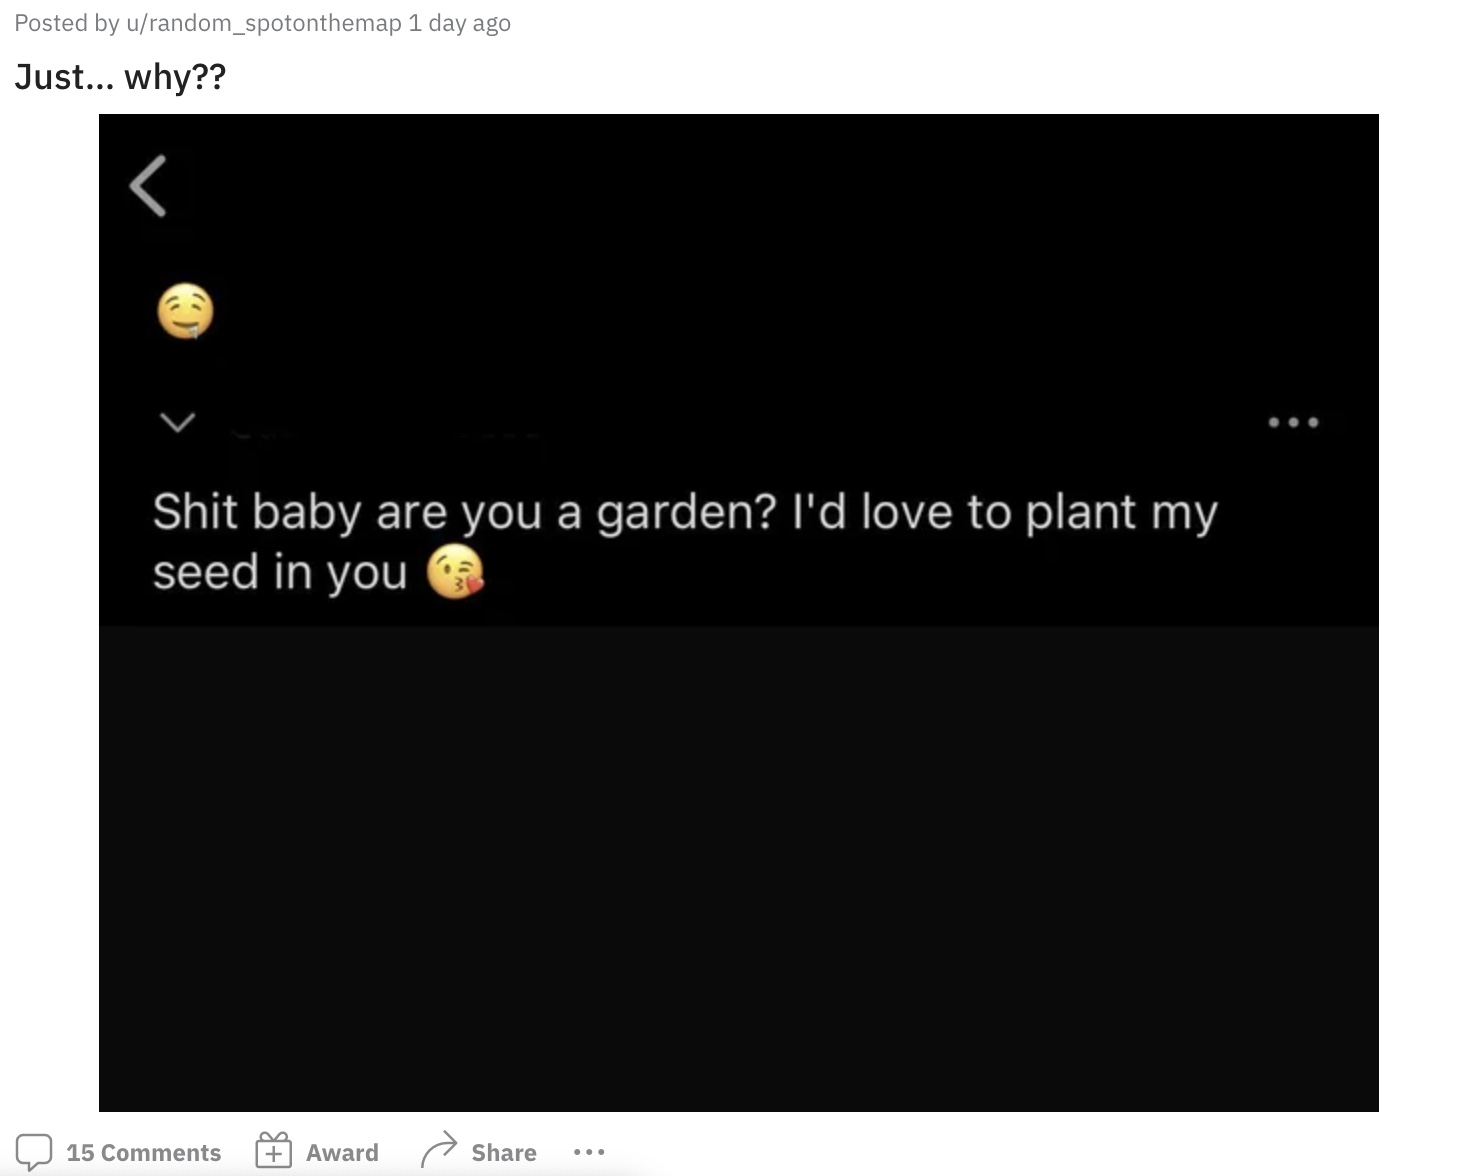 Posted by u/random_spotonthemap 1 day ago
Just... why??
🤤
Shit baby are you a garden? I'd love to plant my
seed in you 😘
15 Comments Award Share